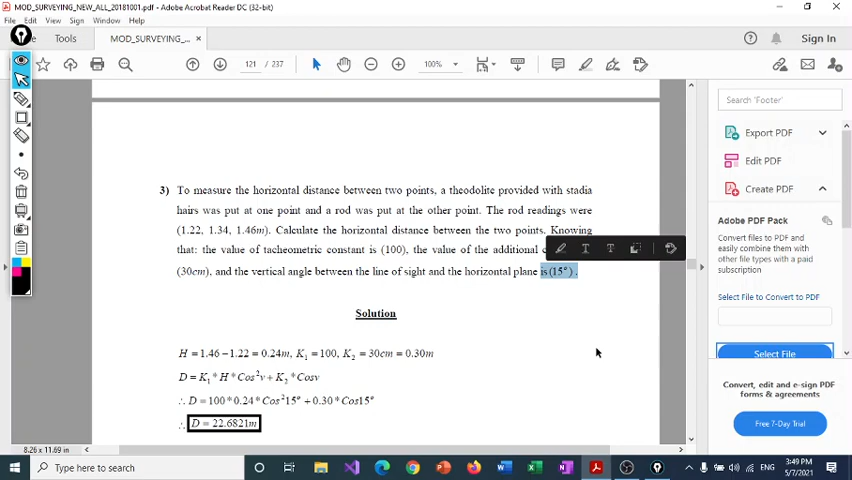 MOD_SURVEYING_NEW_ALL_20181001.pdf - Adobe Acrobat Reader DC (32-bit)
File Edit View Sign Window Help
Tools
MOD_SURVEYING_... ×
Sign In
121 / 237
100%
3) To measure the horizontal distance between two points, a theodolite provided with stadia
hairs was put at one point and a rod was put at the other point. The rod readings were
(1.22, 1.34, 1.46m). Calculate the horizontal distance between the two points. Knowing
that: the value of tacheometric constant is (100), the value of the additional
(30cm), and the vertical angle between the line of sight and the horizontal plane is (15°).
Solution
H = 1.46 − 1.22 = 0.24m, K₁ = 100, K₂ = 30cm = 0.30m
D = K₁ * H * Cos²v + K₂ * Cosv
∴ D = 100 * 0.24 * Cos²15° + 0.30 * Cos15°
∴ D = 22.6821m
8.26 x 11.69 in
Search 'Footer'
Export PDF
Edit PDF
Create PDF
Adobe PDF Pack
Convert files to PDF and
easily combine them
with other file types with a paid
subscription
Select File to Convert to PDF
Select File
Convert, edit and e-sign PDF
forms & agreements
Free 7-Day Trial
Type here to search
ENG
3:49 PM
5/7/2021